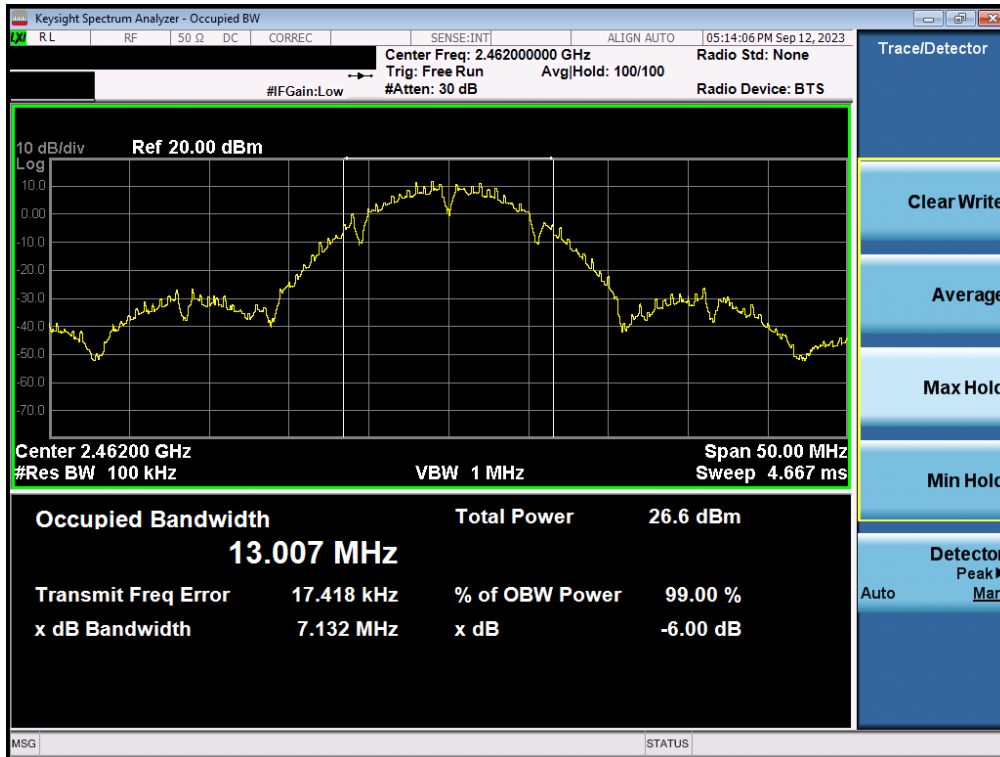 Keysight Spectrum Analyzer - Occupied BW
LXI RL RF 50 Ω DC CORREC SENSE:INT ALIGN AUTO 05:14:06 PM Sep 12, 2023
Center Freq: 2.462000000 GHz Radio Std: None
Trig: Free Run Avg|Hold: 100/100
#IFGain:Low #Atten: 30 dB Radio Device: BTS
10 dB/div Ref 20.00 dBm
Log
10.0
0.00
-10.0
-20.0
-30.0
-40.0
-50.0
-60.0
-70.0
Center 2.46200 GHz Span 50.00 MHz
#Res BW 100 kHz VBW 1 MHz Sweep 4.667 ms
Occupied Bandwidth Total Power 26.6 dBm
13.007 MHz
Transmit Freq Error 17.418 kHz % of OBW Power 99.00 %
x dB Bandwidth 7.132 MHz x dB -6.00 dB
MSG STATUS
Trace/Detector
Clear Write
Average
Max Hold
Min Hold
Detector
Peak
Auto Man